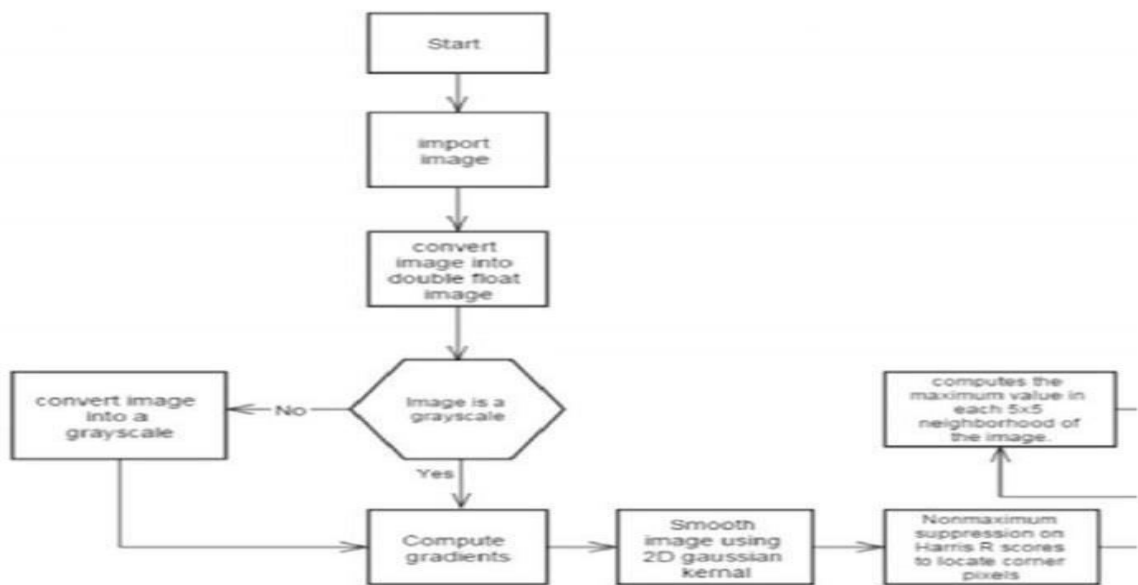 Start
import
image
convert
image into
double float
image
Image is a
grayscale
No
convert image
into a
grayscale
Yes
Compute
gradients
Smooth
image using
2D gaussian
kernal
Nonmaximum
suppression on
Harris R scores
to locate corner
pixels
computes the
maximum value in
each 5x5
neighborhood of
the image.